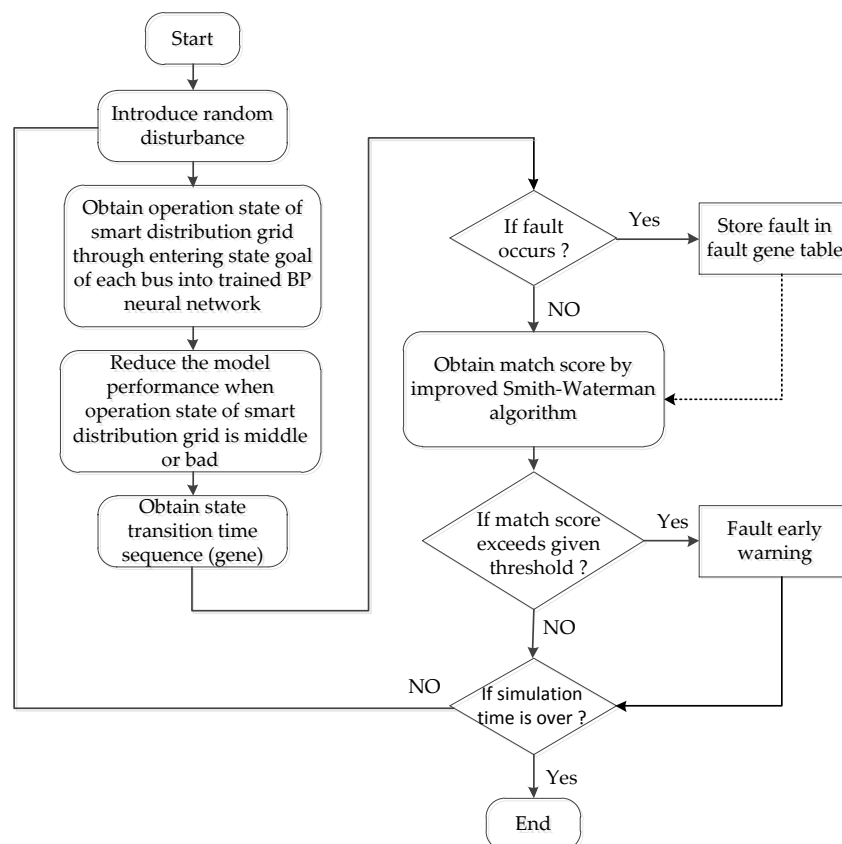 Start
Introduce random
disturbance
Obtain operation state of
smart distribution grid
through entering state goal
of each bus into trained BP
neural network
Reduce the model
performance when
operation state of smart
distribution grid is middle
or bad
Obtain state
transition time
sequence (gene)
If fault
occurs ?
Yes
Store fault in
fault gene table
NO
Obtain match score by
improved Smith-Waterman
algorithm
If match score
exceeds given
threshold ?
Yes
Fault early
warning
NO
If simulation
time is over ?
NO
Yes
End